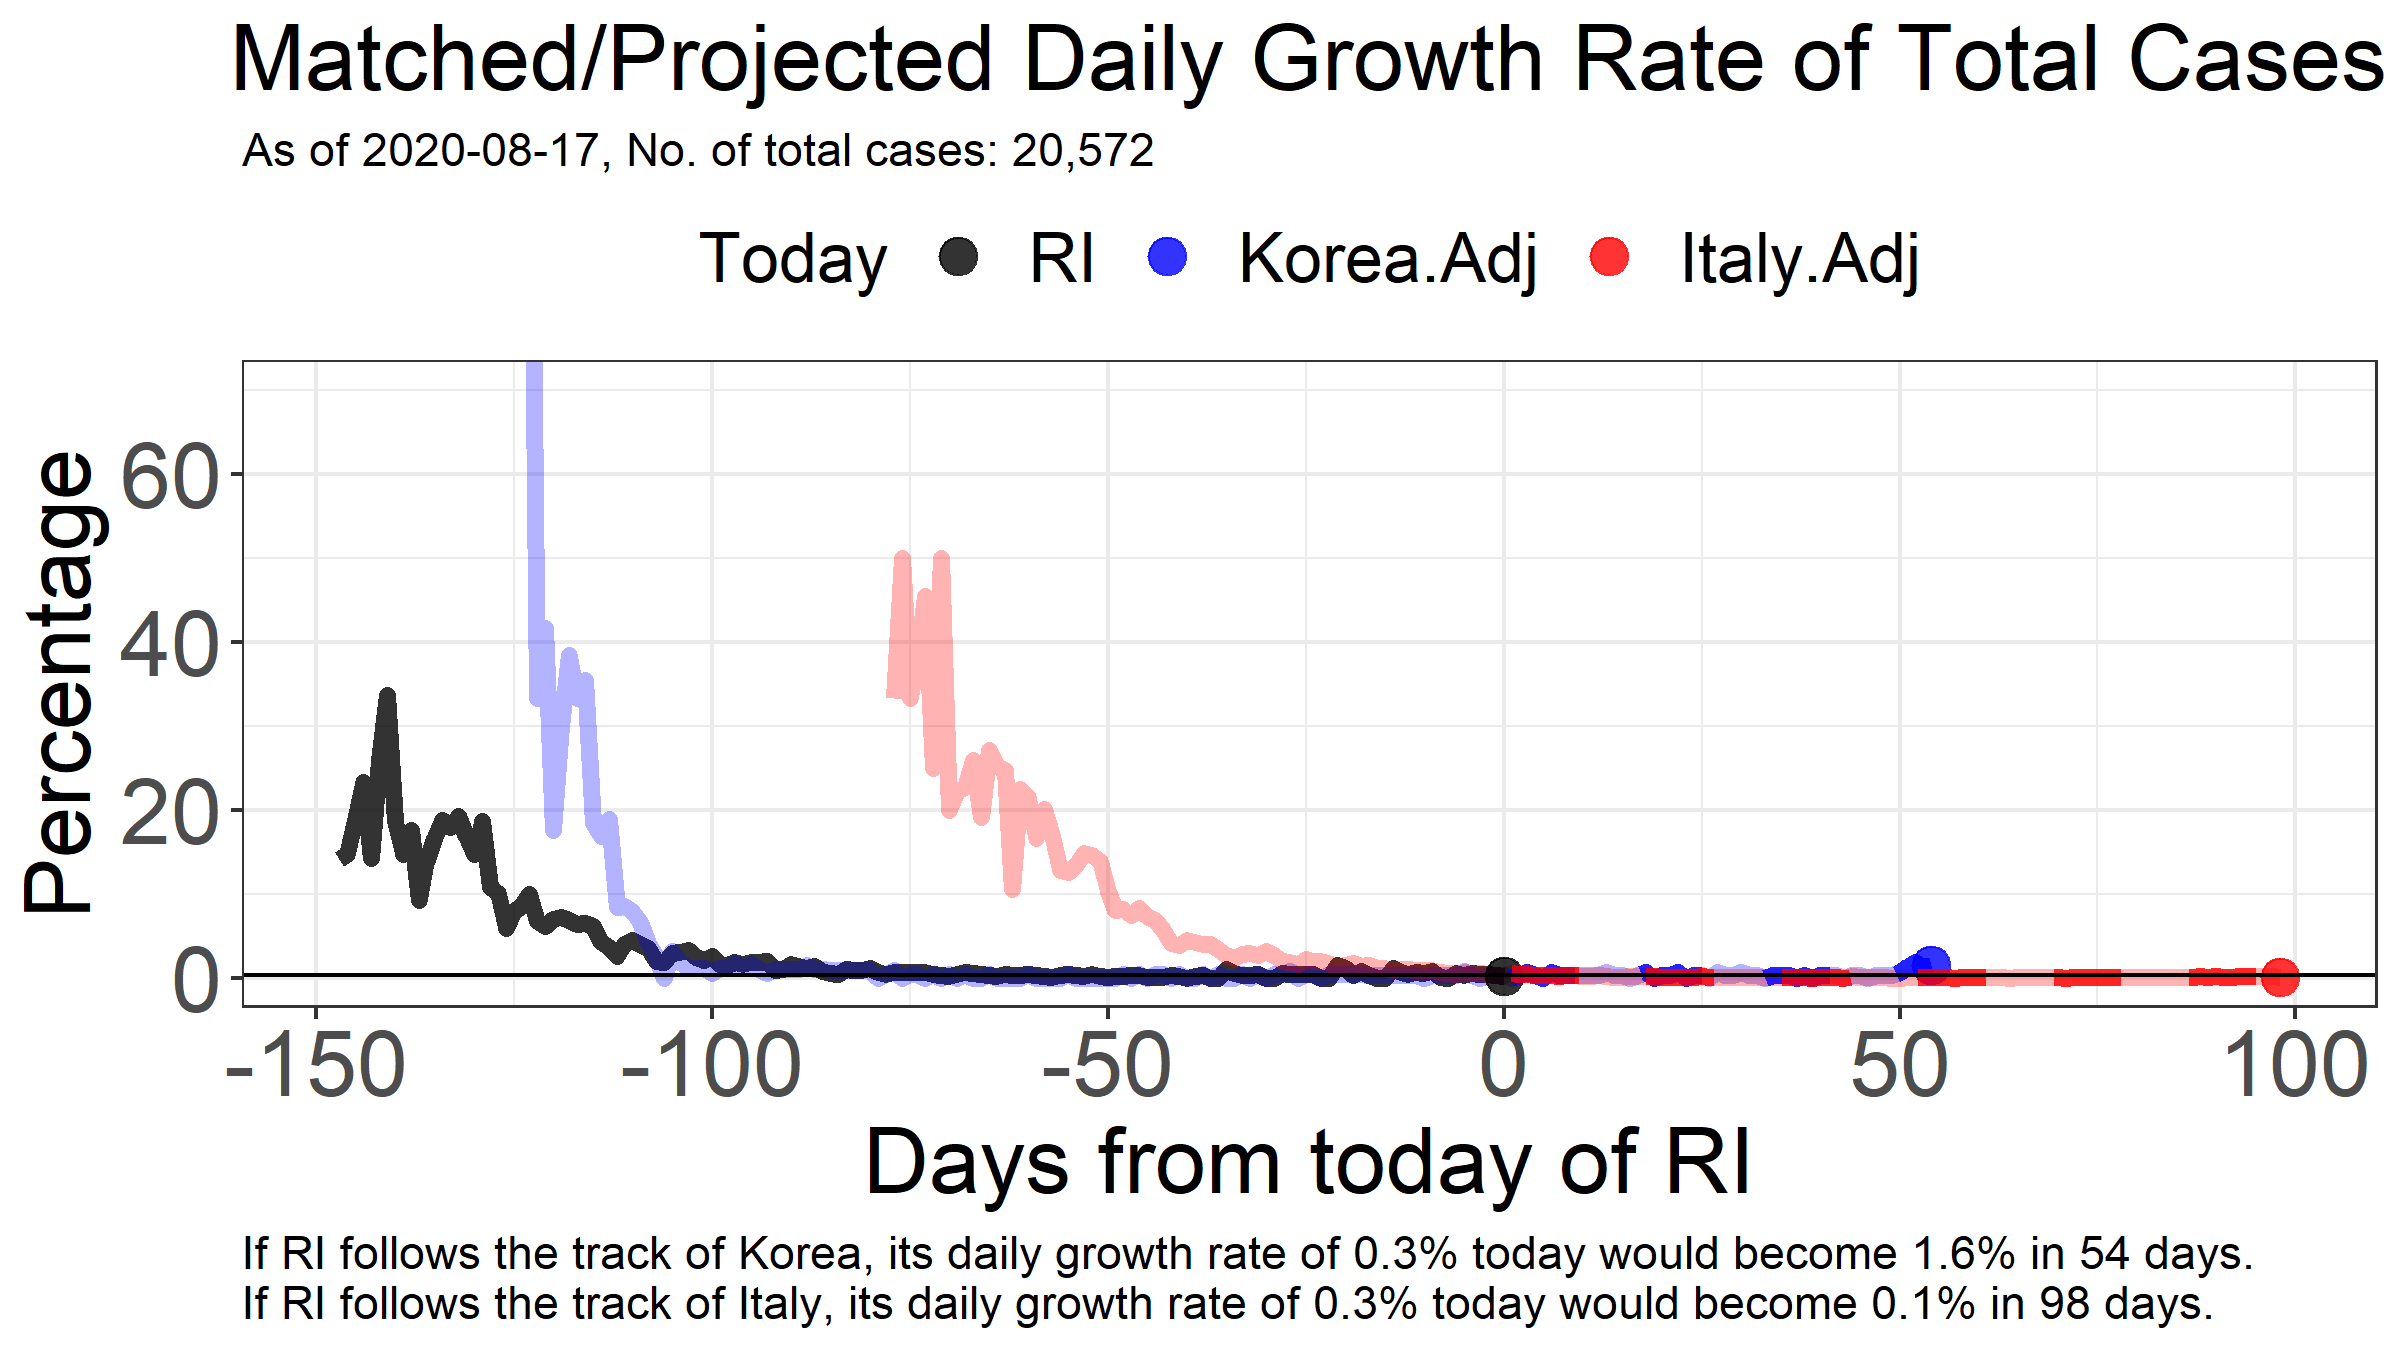 Matched/Projected Daily Growth Rate of Total Cases
As of 2020-08-17, No. of total cases: 20,572
Today RI Korea.Adj Italy.Adj
Percentage
60
40
20
0
-150 -100 -50 0 50 100
Days from today of RI
If RI follows the track of Korea, its daily growth rate of 0.3% today would become 1.6% in 54 days.
If RI follows the track of Italy, its daily growth rate of 0.3% today would become 0.1% in 98 days.